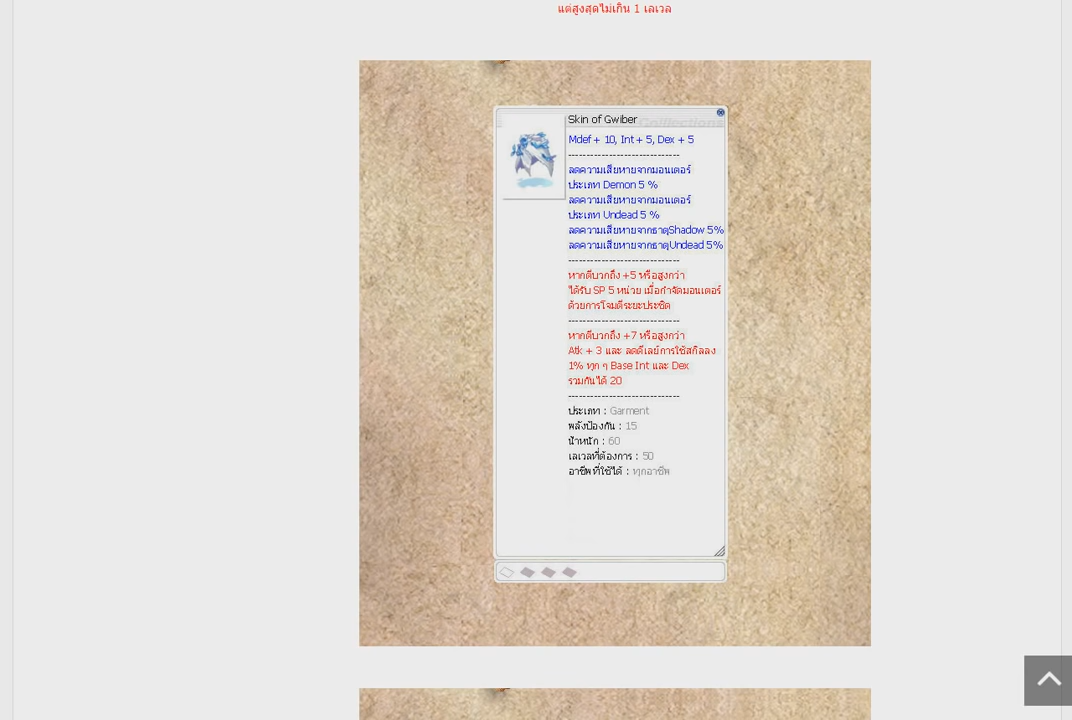 แต่สูงสุดไม่เกิน 1 เลเวล
Skin of Gwiber
Collections
Mdef + 10, Int + 5, Dex + 5
------------------------------
ลดความเสียหายจากมอนเตอร์
ประเภท Demon 5 %
ลดความเสียหายจากมอนเตอร์
ประเภท Undead 5 %
ลดความเสียหายจากธาตุShadow 5%
ลดความเสียหายจากธาตุUndead 5%
------------------------------
หากตีบวกถึง +5 หรือสูงกว่า
ได้รับ SP 5 หน่วย เมื่อกำจัดมอนเตอร์
ด้วยการโจมตีระยะประชิต
------------------------------
หากตีบวกถึง +7 หรือสูงกว่า
Atk + 3 และ ลดดีเลย์การใช้สกิลลง
1% ทุก ๆ Base Int และ Dex
รวมกันได้ 20
------------------------------
ประเภท : Garment
พลังป้องกัน : 15
น้ำหนัก : 60
เลเวลที่ต้องการ : 50
อาชีพที่ใช้ได้ : ทุกอาชีพ